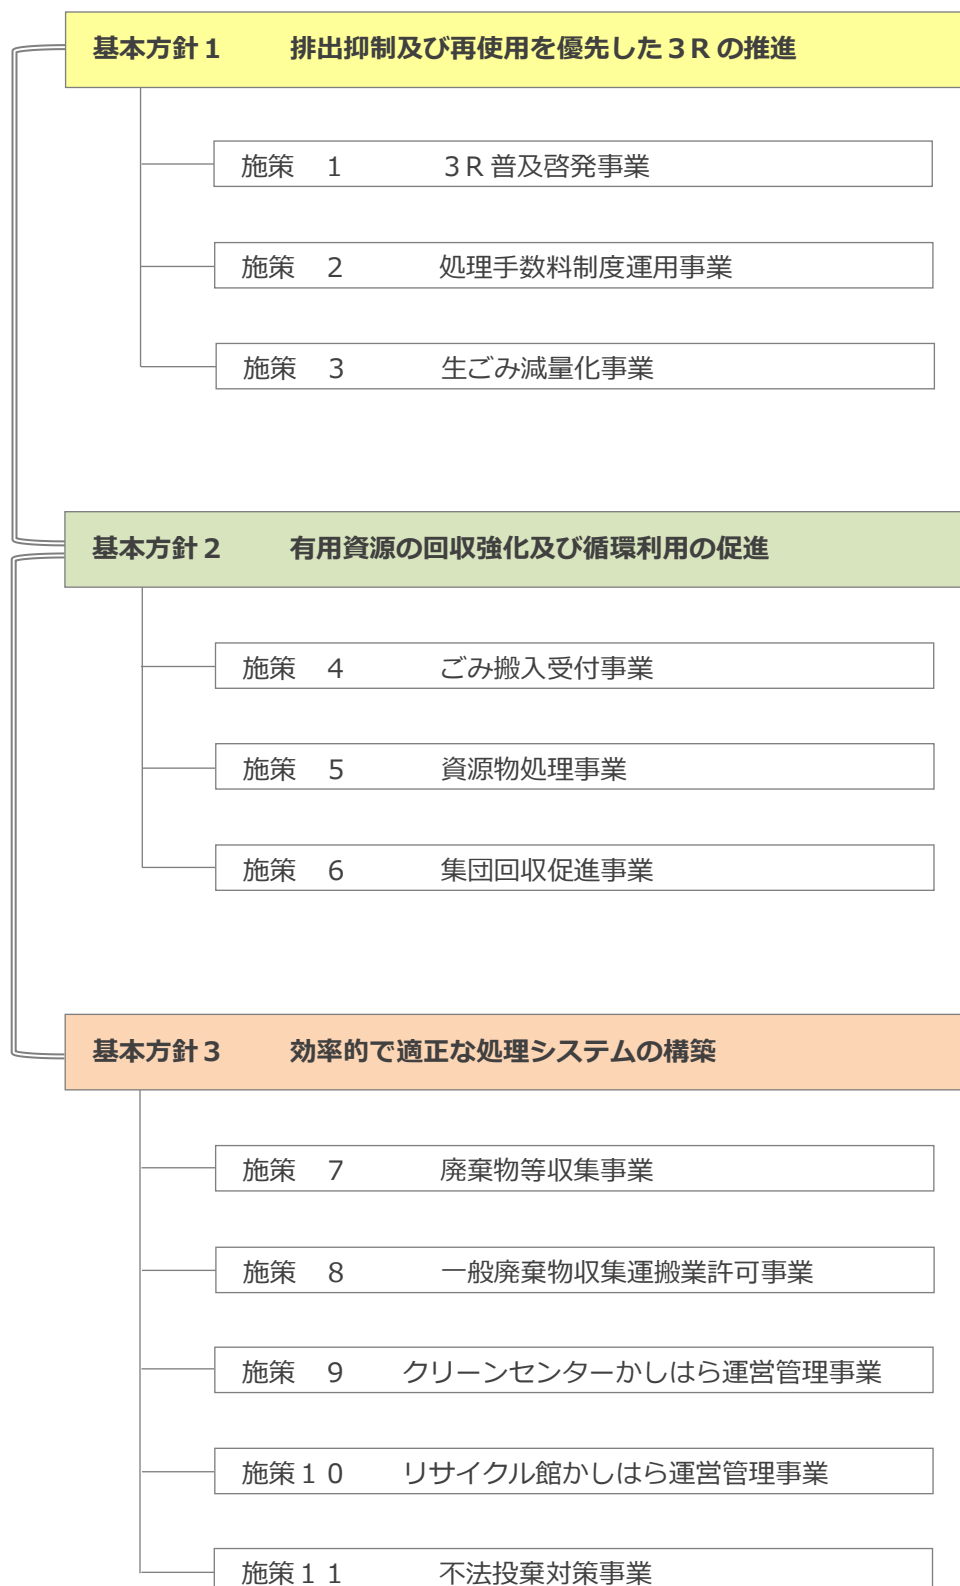 基本方針１　排出抑制及び再使用を優先した３Rの推進
施策　１　３R普及啓発事業
施策　２　処理手数料制度運用事業
施策　３　生ごみ減量化事業
基本方針２　有用資源の回収強化及び循環利用の促進
施策　４　ごみ搬入受付事業
施策　５　資源物処理事業
施策　６　集団回収促進事業
基本方針３　効率的で適正な処理システムの構築
施策　７　廃棄物等収集事業
施策　８　一般廃棄物収集運搬業許可事業
施策　９　クリーンセンターかしはら運営管理事業
施策１０　リサイクル館かしはら運営管理事業
施策１１　不法投棄対策事業